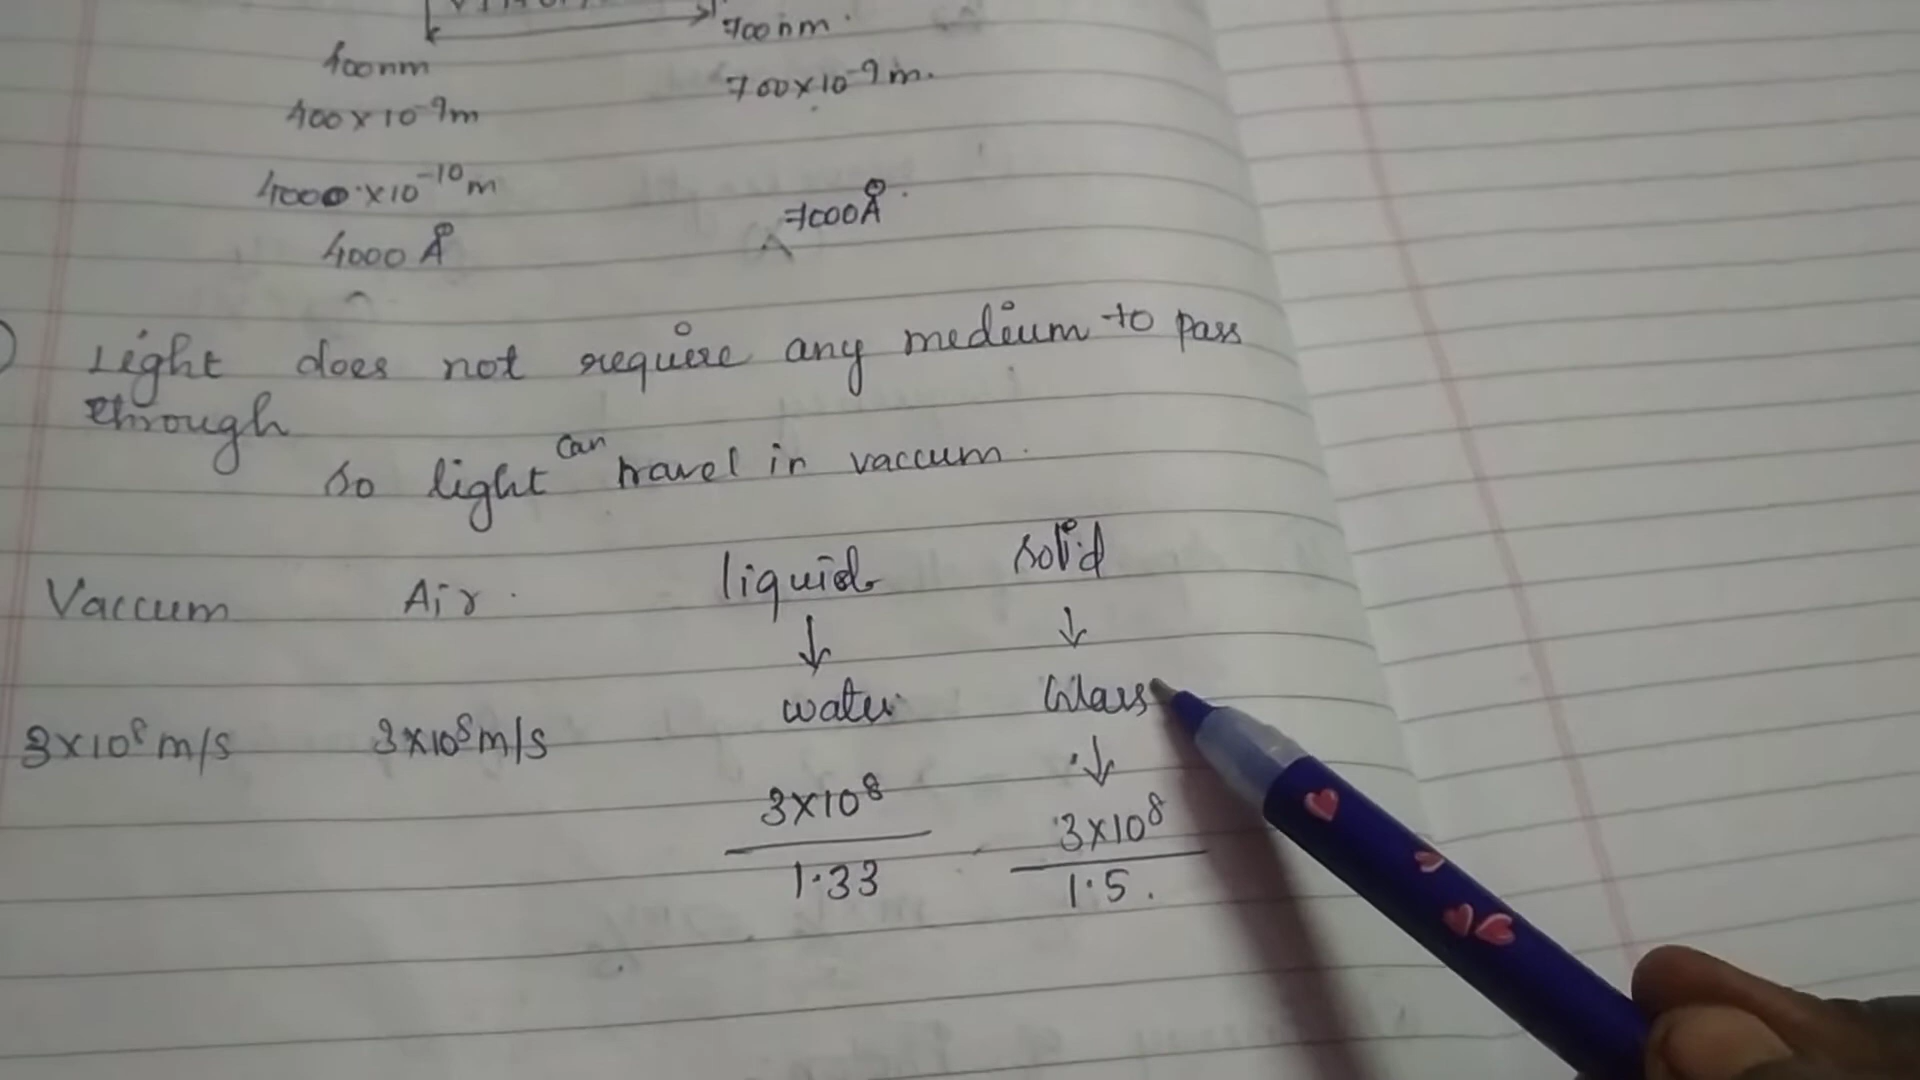 700nm.
400nm
700×10⁻⁹m.
400×10⁻⁹m
4000×10⁻¹⁰m
7000Å.
4000 Å
Light does not require any medium to pass
through
so light can travel in vaccum.
Vaccum Air. liquid solid
↓ ↓
water Glass
3×10⁸ m/s 3×10⁸m/s ↓
3×10⁸ 3×10⁸
1.33 1.5.